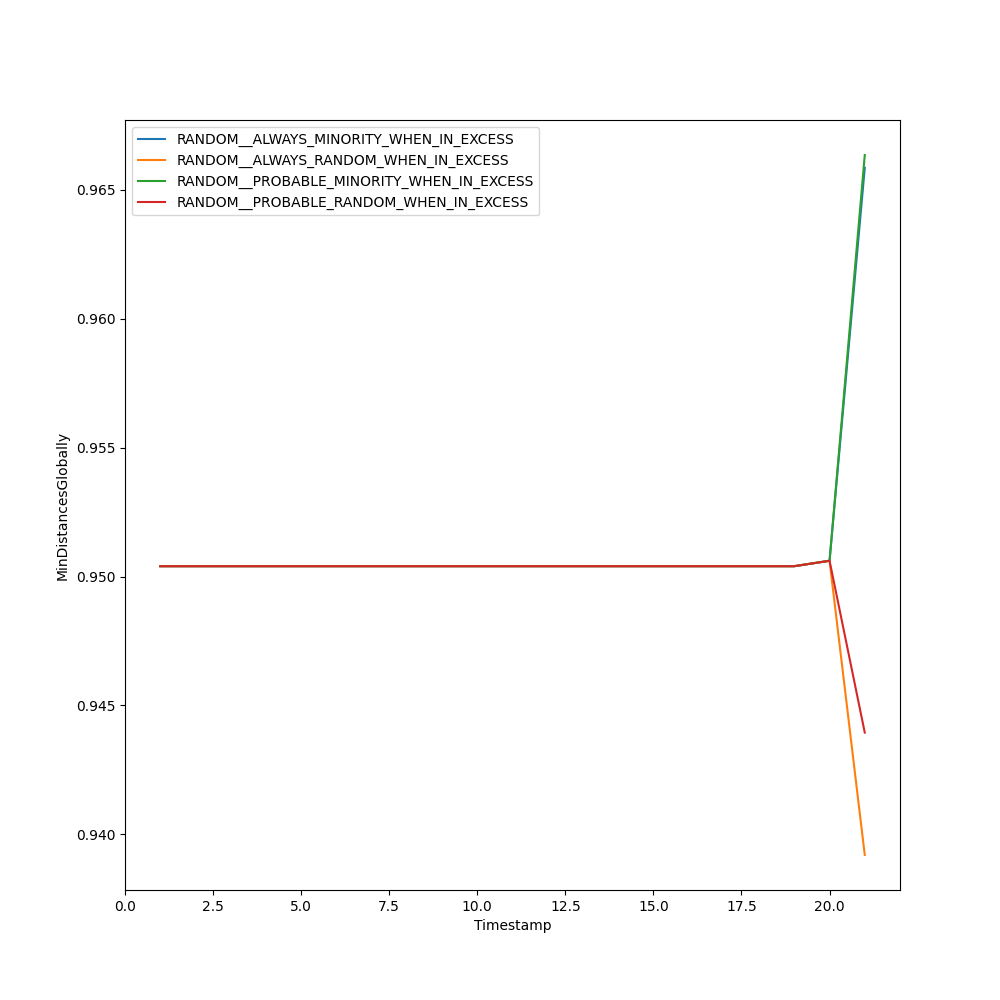 RANDOM__ALWAYS_MINORITY_WHEN_IN_EXCESS
RANDOM__ALWAYS_RANDOM_WHEN_IN_EXCESS
RANDOM__PROBABLE_MINORITY_WHEN_IN_EXCESS
RANDOM__PROBABLE_RANDOM_WHEN_IN_EXCESS
0.965
0.960
0.955
0.950
0.945
0.940
MinDistancesGlobally
0.0 2.5 5.0 7.5 10.0 12.5 15.0 17.5 20.0
Timestamp